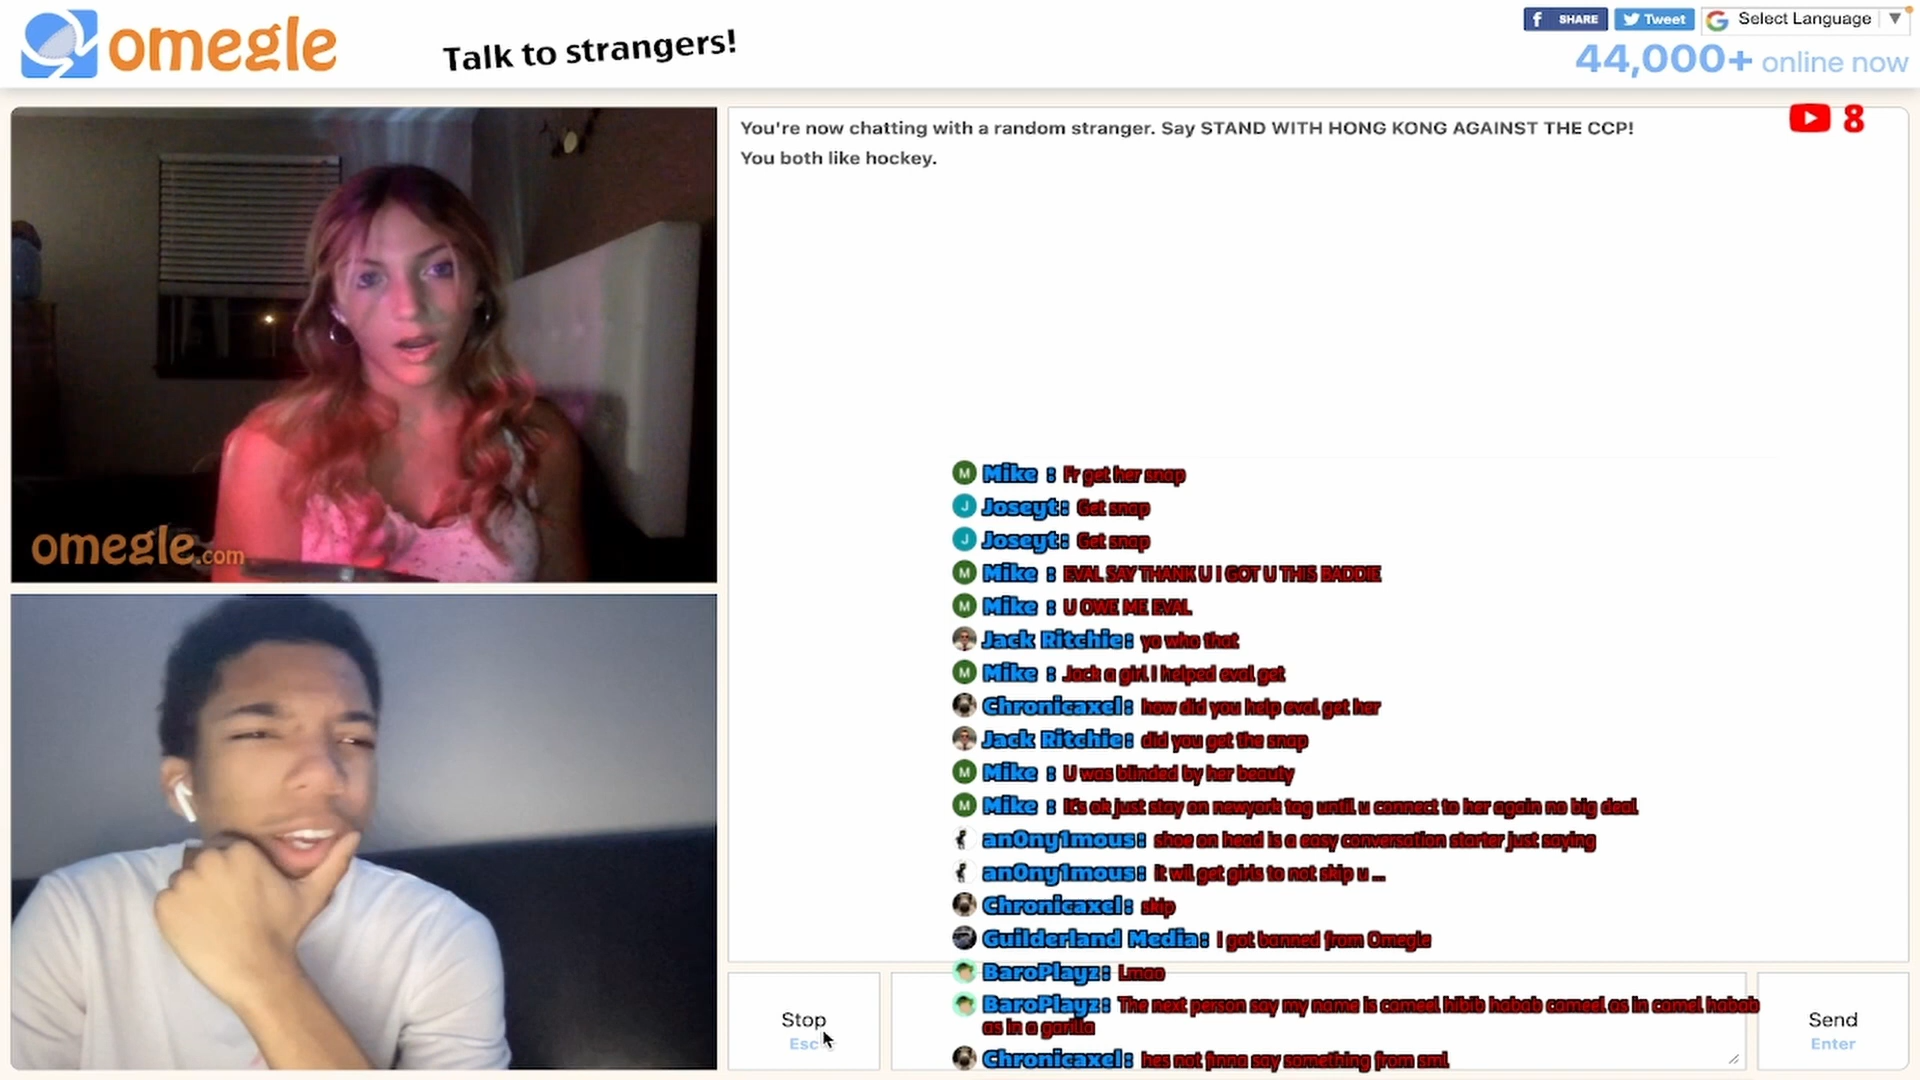 omegle
Talk to strangers!
SHARE
Tweet
Select Language
44,000+ online now
8
You're now chatting with a random stranger. Say STAND WITH HONG KONG AGAINST THE CCP!
You both like hockey.
omegle.com
M Mike : Fr get her snap
J Joseyt: Get snap
J Joseyt: Get snap
M Mike : EVAL SAY THANK U I GOT U THIS BADDIE
M Mike : U OWE ME EVAL
Jack Ritchie: yo who that
M Mike : Jack a girl I helped eval get
Chronicaxel: how did you help eval get her
Jack Ritchie: did you get the snap
M Mike : U was blinded by her beauty
M Mike : It's ok just stay on newyork tag until u connect to her again no big deal
an0ny1mous: shoe on head is a easy conversation starter just saying
an0ny1mous: it wil get girls to not skip u ...
Chronicaxel: skip
Guilderland Media: I got banned from Omegle
BaroPlayz: Lmao
BaroPlayz: The next person say my name is cameel hibib habab cameel as in camel habab
as in a gorilla
Chronicaxel: hes not finna say something from sml
Stop
Esc
Send
Enter